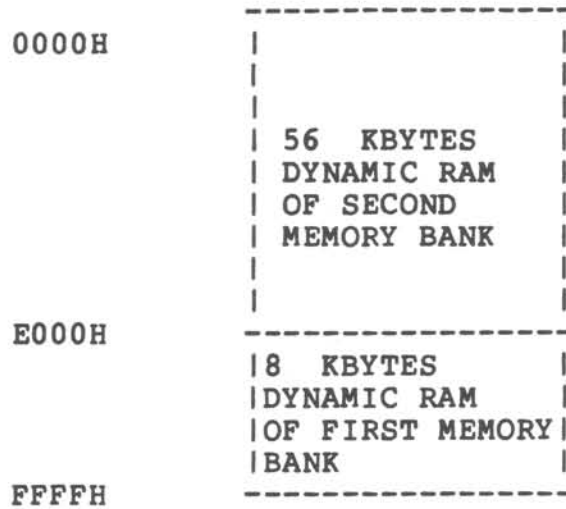 0000H
56 KBYTES
DYNAMIC RAM
OF SECOND
MEMORY BANK
E000H
8 KBYTES
DYNAMIC RAM
OF FIRST MEMORY
BANK
FFFFH